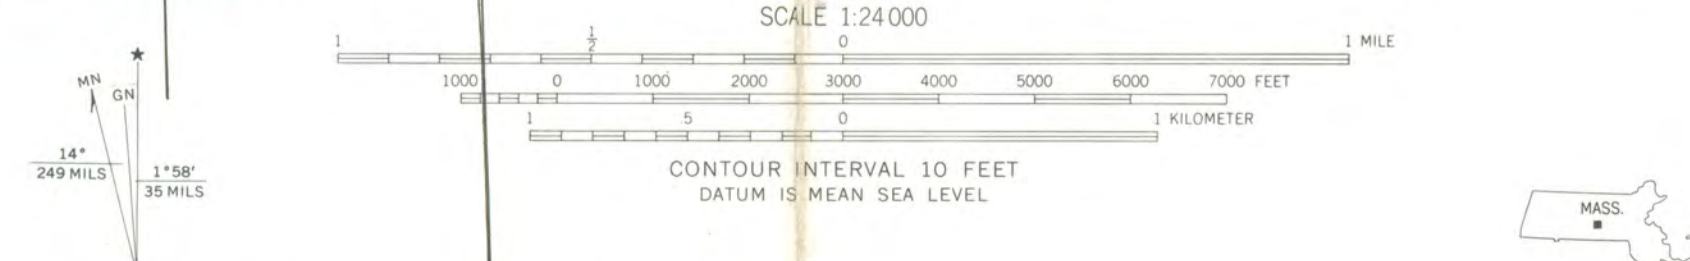 SCALE 1:24000
1 ½ 0 1 MILE
1000 0 1000 2000 3000 4000 5000 6000 7000 FEET
1 .5 0 1 KILOMETER
CONTOUR INTERVAL 10 FEET
DATUM IS MEAN SEA LEVEL
★
MN
GN
14°
249 MILS
1°58′
35 MILS
MASS.